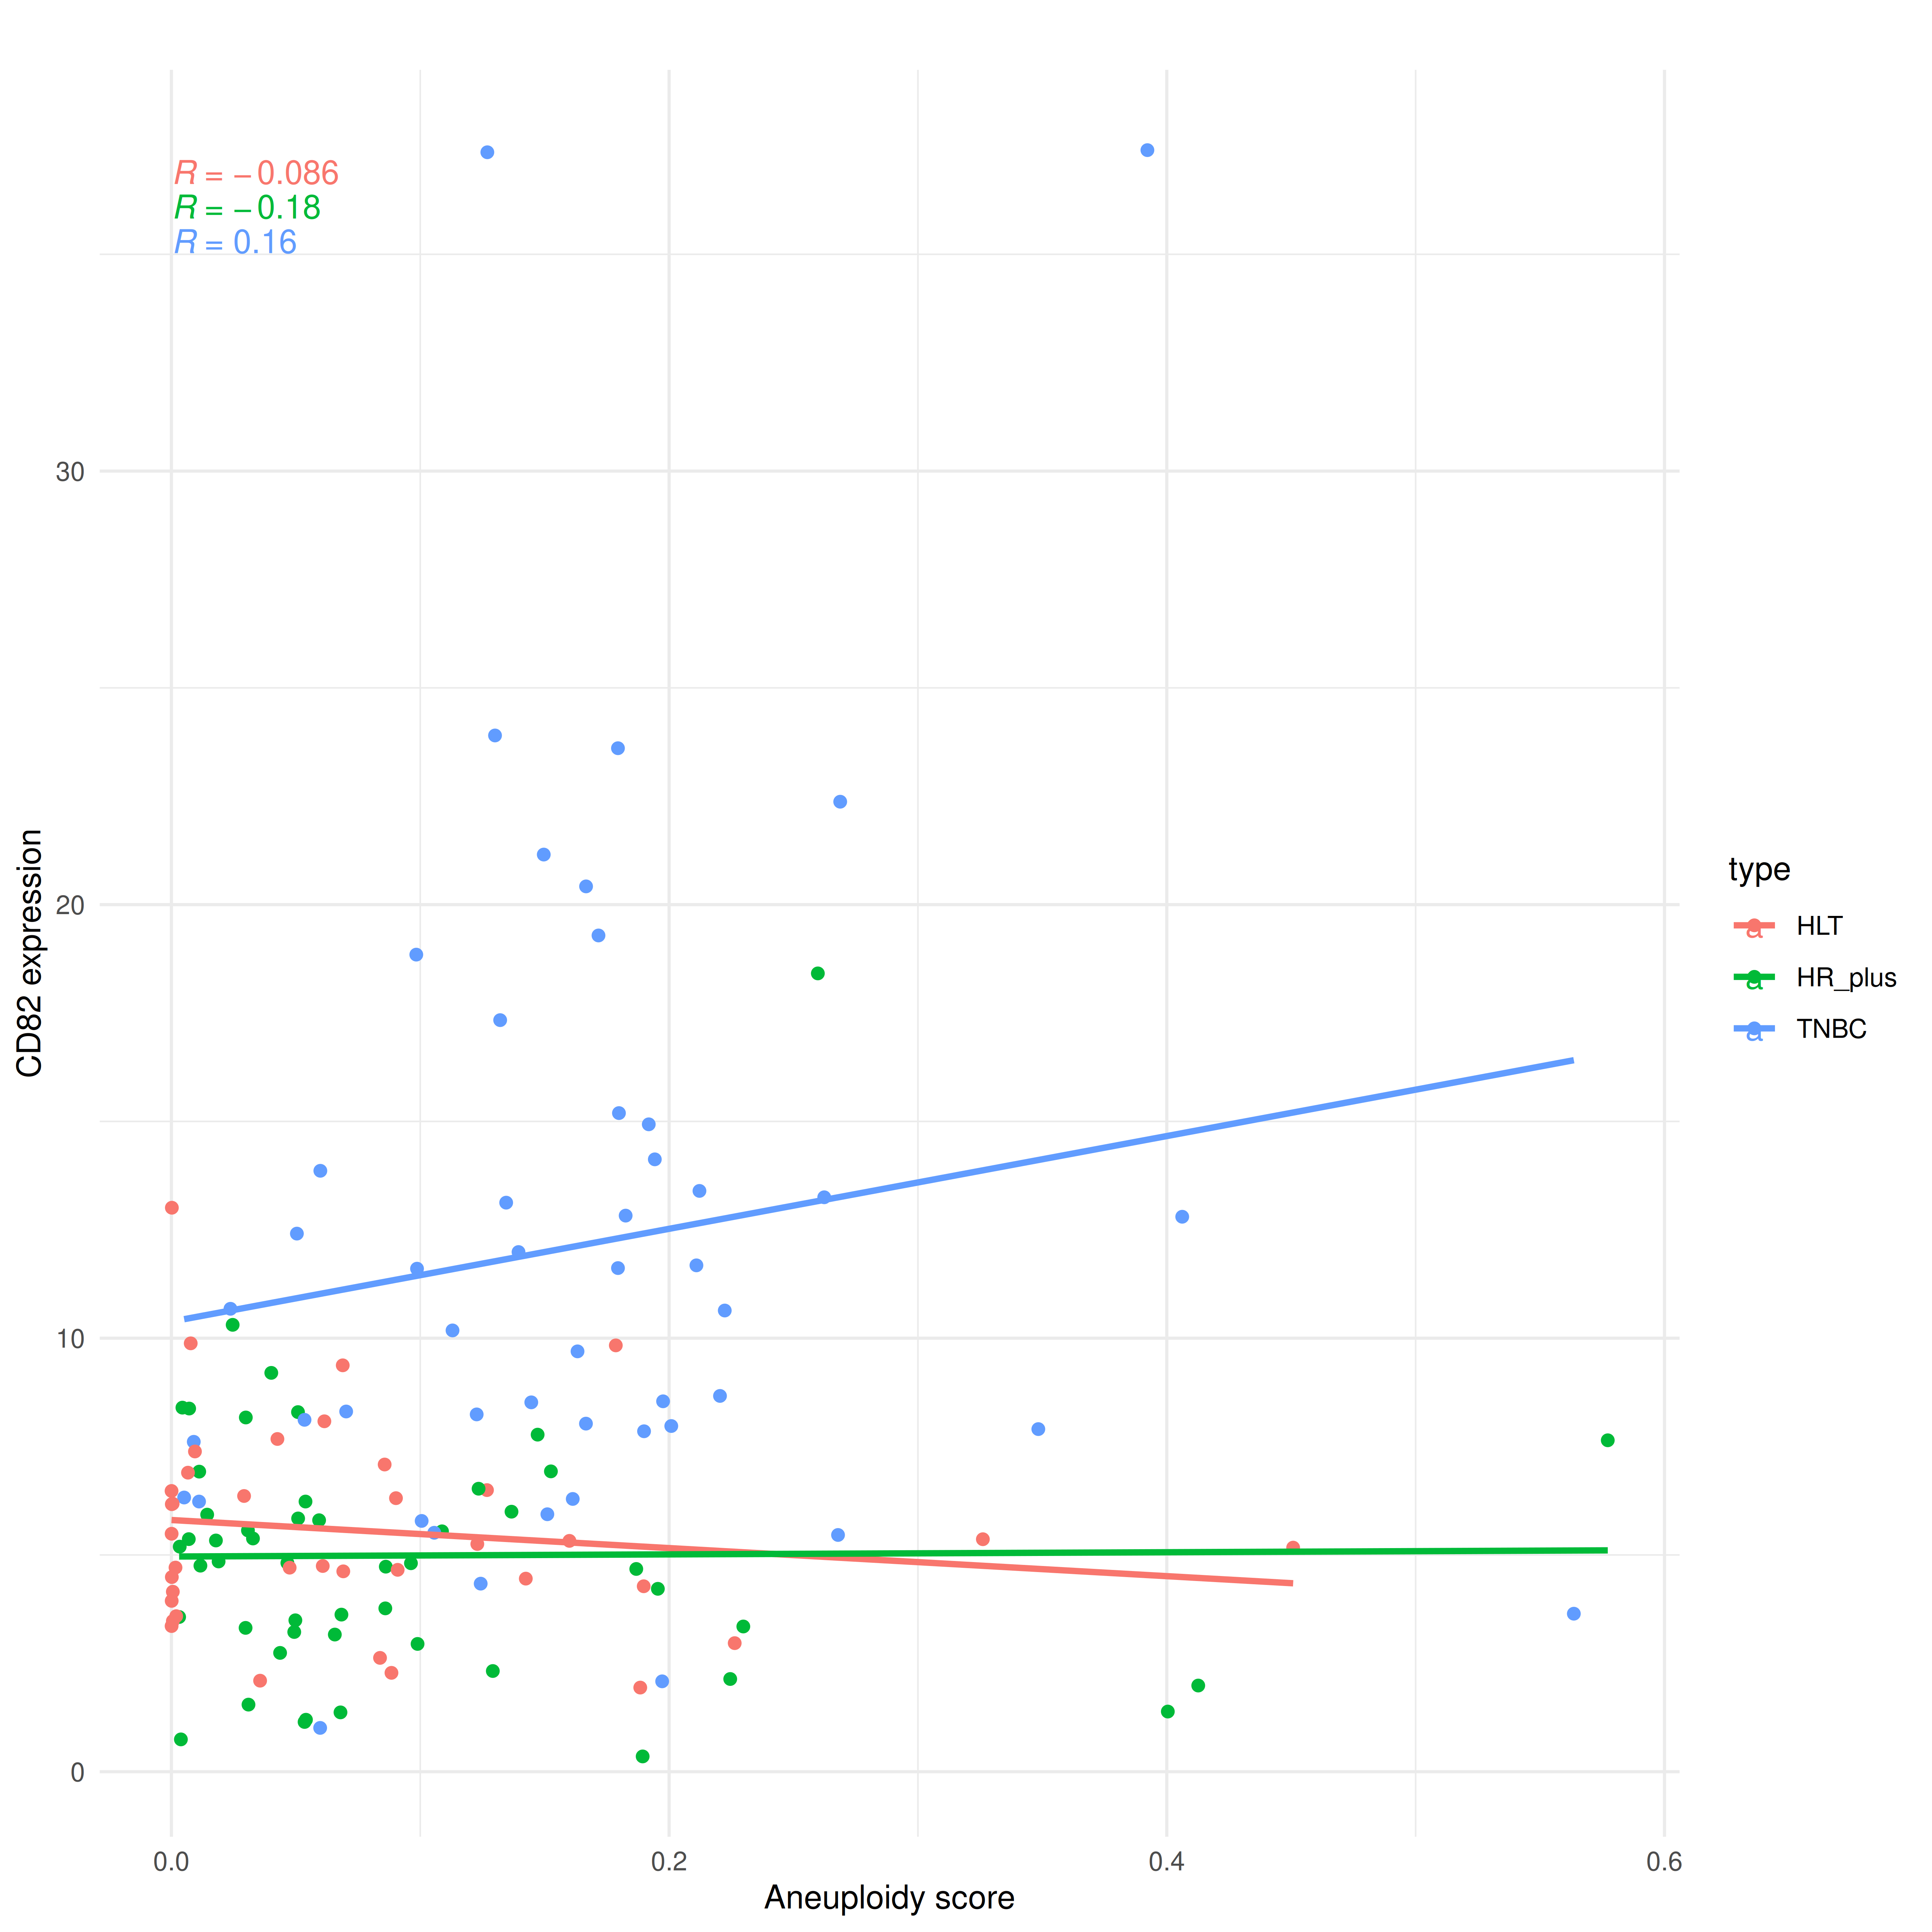 R = −0.086
R = −0.18
R = 0.16
30
20
10
0
CD82 expression
0.0
0.2
0.4
0.6
Aneuploidy score
type
a HLT
a HR_plus
a TNBC